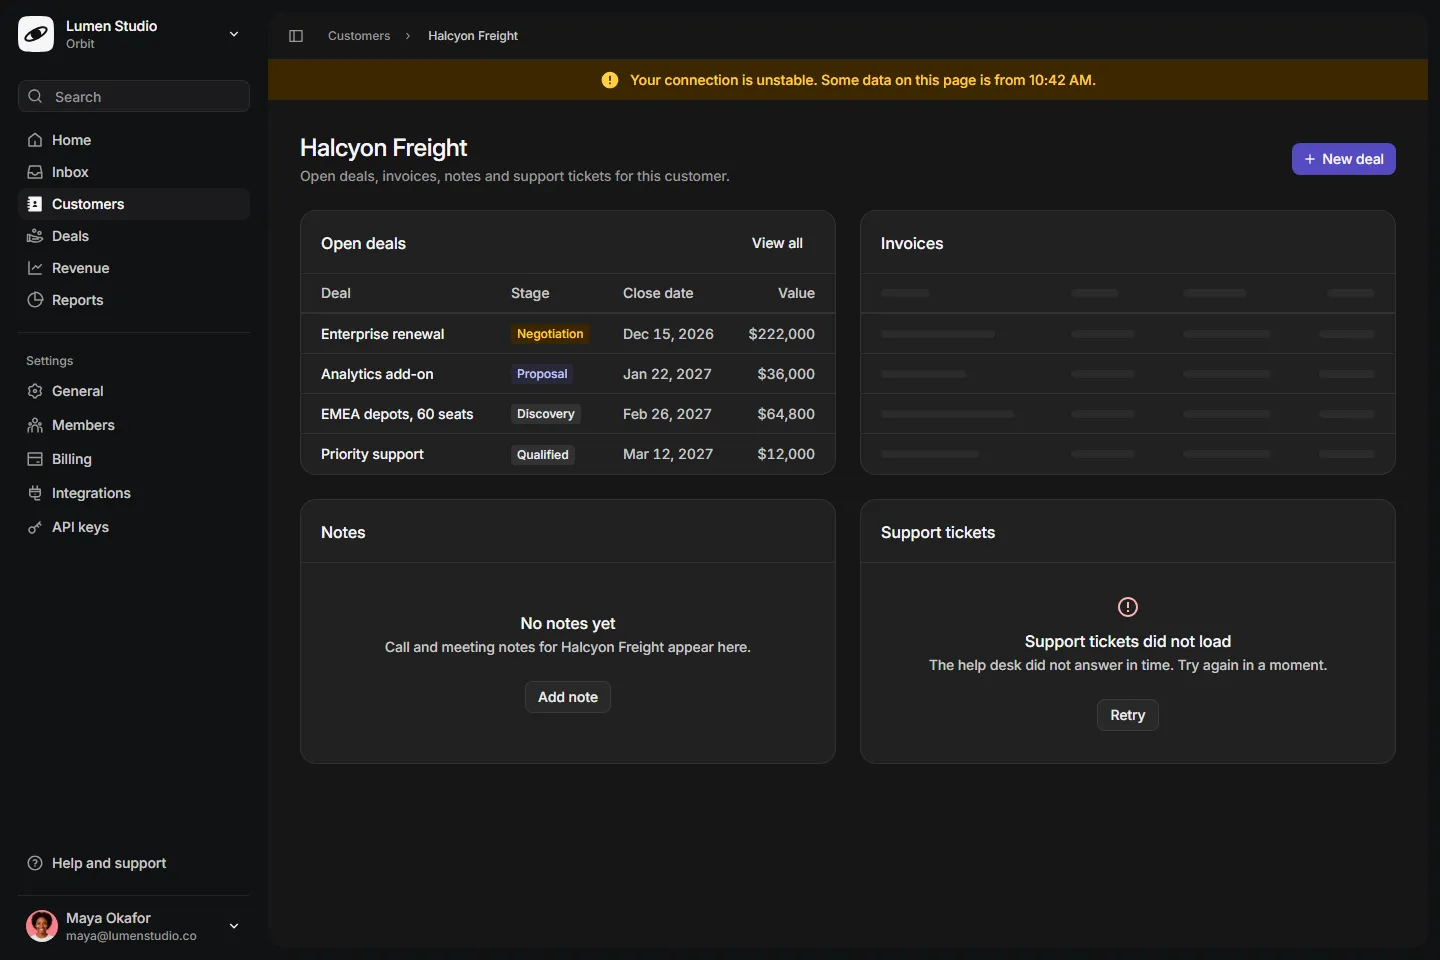 Lumen Studio
Orbit
Search
Home
Inbox
Customers
Deals
Revenue
Reports
Settings
General
Members
Billing
Integrations
API keys
Help and support
Maya Okafor
maya@lumenstudio.co
Customers > Halcyon Freight
Your connection is unstable. Some data on this page is from 10:42 AM.
Halcyon Freight
Open deals, invoices, notes and support tickets for this customer.
+ New deal
Open deals View all
Deal Stage Close date Value
Enterprise renewal Negotiation Dec 15, 2026 $222,000
Analytics add-on Proposal Jan 22, 2027 $36,000
EMEA depots, 60 seats Discovery Feb 26, 2027 $64,800
Priority support Qualified Mar 12, 2027 $12,000
Invoices
Notes
No notes yet
Call and meeting notes for Halcyon Freight appear here.
Add note
Support tickets
Support tickets did not load
The help desk did not answer in time. Try again in a moment.
Retry